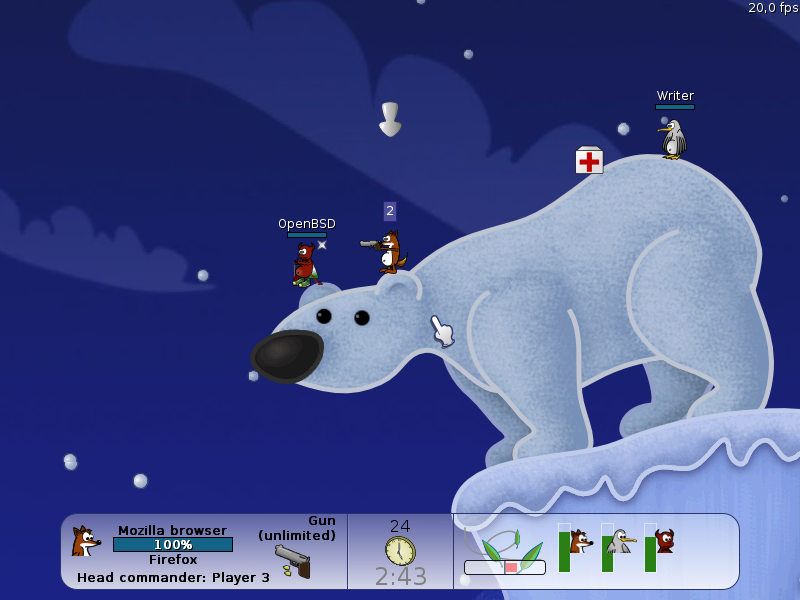 20,0 fps
Writer
2
OpenBSD
Mozilla browser
100%
Firefox
Head commander: Player 3
Gun
(unlimited)
24
2:43